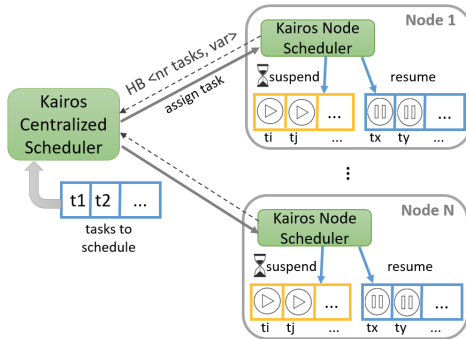 Node 1
Kairos Node
Scheduler
HB <nr tasks, var>
assign task
suspend
resume
...
...
ti
tj
...
tx
ty
...
Kairos
Centralized
Scheduler
t1
t2
...
tasks to
schedule
...
Node N
Kairos Node
Scheduler
suspend
resume
...
...
ti
tj
...
tx
ty
...